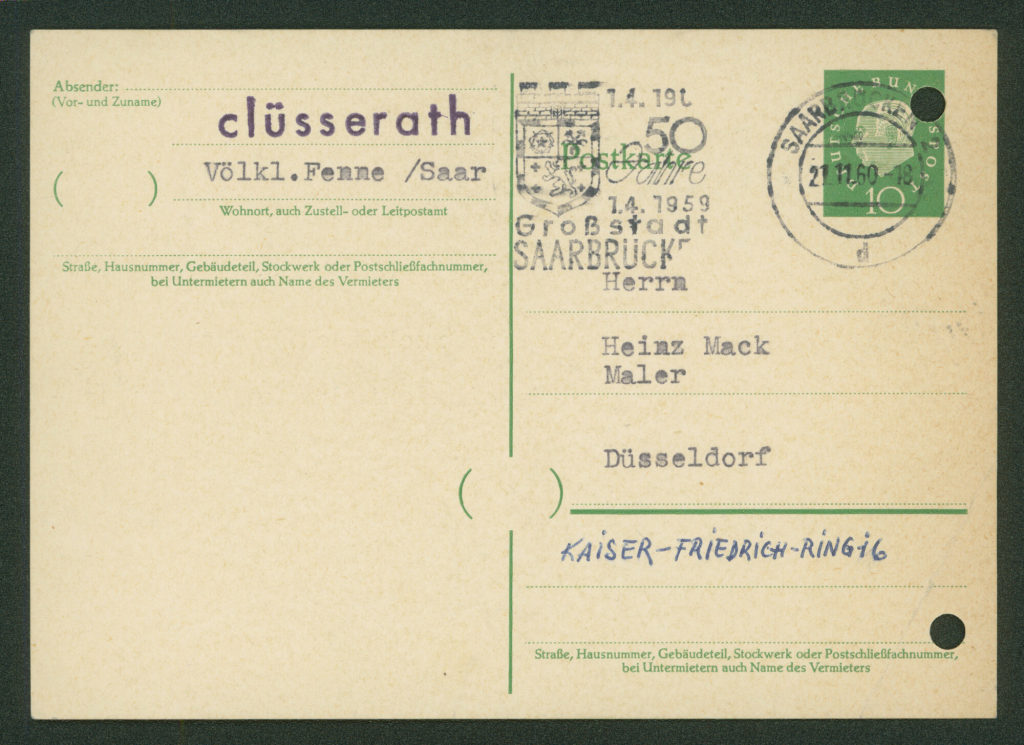 Absender:
(Vor- und Zuname)
clüsserath
Völkl.Fenne /Saar
( )
Wohnort, auch Zustell- oder Leitpostamt
Straße, Hausnummer, Gebäudeteil, Stockwerk oder Postschließfachnummer,
bei Untermietern auch Name des Vermieters
1.4. 19
50
Jahre
1.4. 1959
Großstadt
SAARBRÜCK
Postkarte
DEUTSCHE BUNDESPOST
10
SAARBRÜCKEN
21.11.60-18
d
Herrn
Heinz Mack
Maler
Düsseldorf
( )
KAiSER-FRIEDRICH-RiNG 16
Straße, Hausnummer, Gebäudeteil, Stockwerk oder Postschließfachnummer,
bei Untermietern auch Name des Vermieters